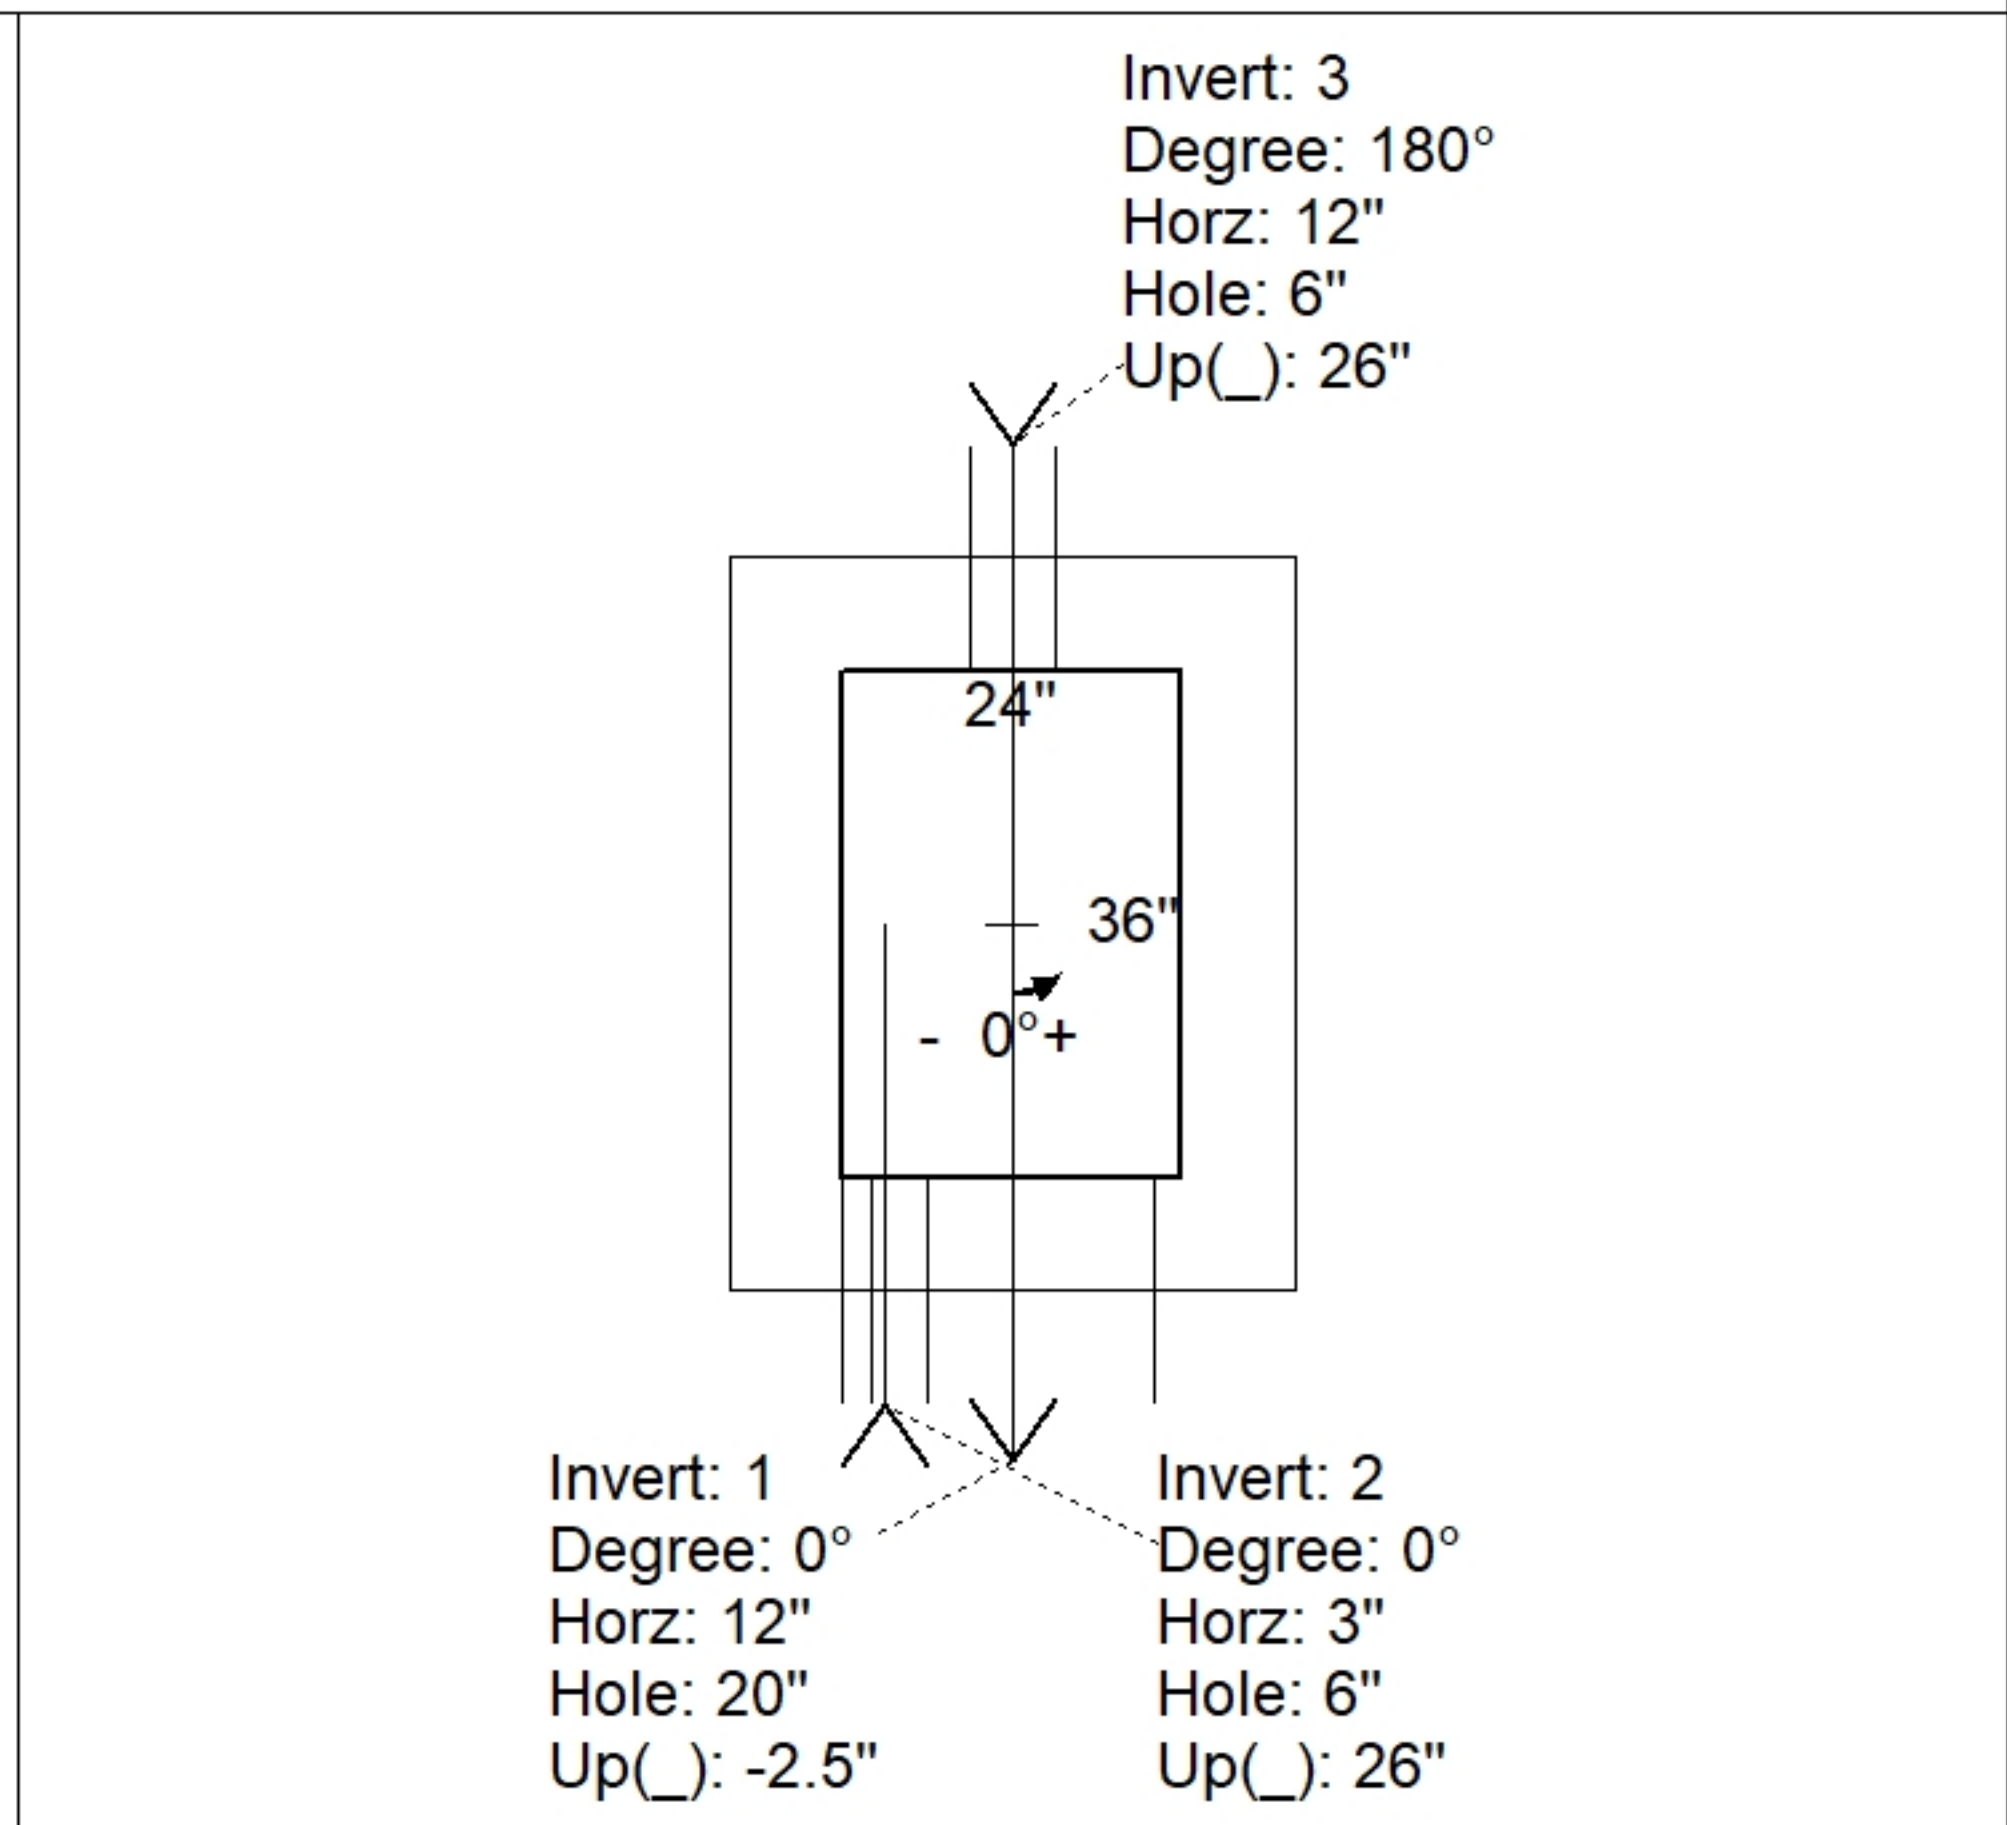 Invert: 3
Degree: 180°
Horz: 12"
Hole: 6"
Up(_): 26"
24"
36"
- 0°+
Invert: 1
Degree: 0°
Horz: 12"
Hole: 20"
Up(_): -2.5"
Invert: 2
Degree: 0°
Horz: 3"
Hole: 6"
Up(_): 26"